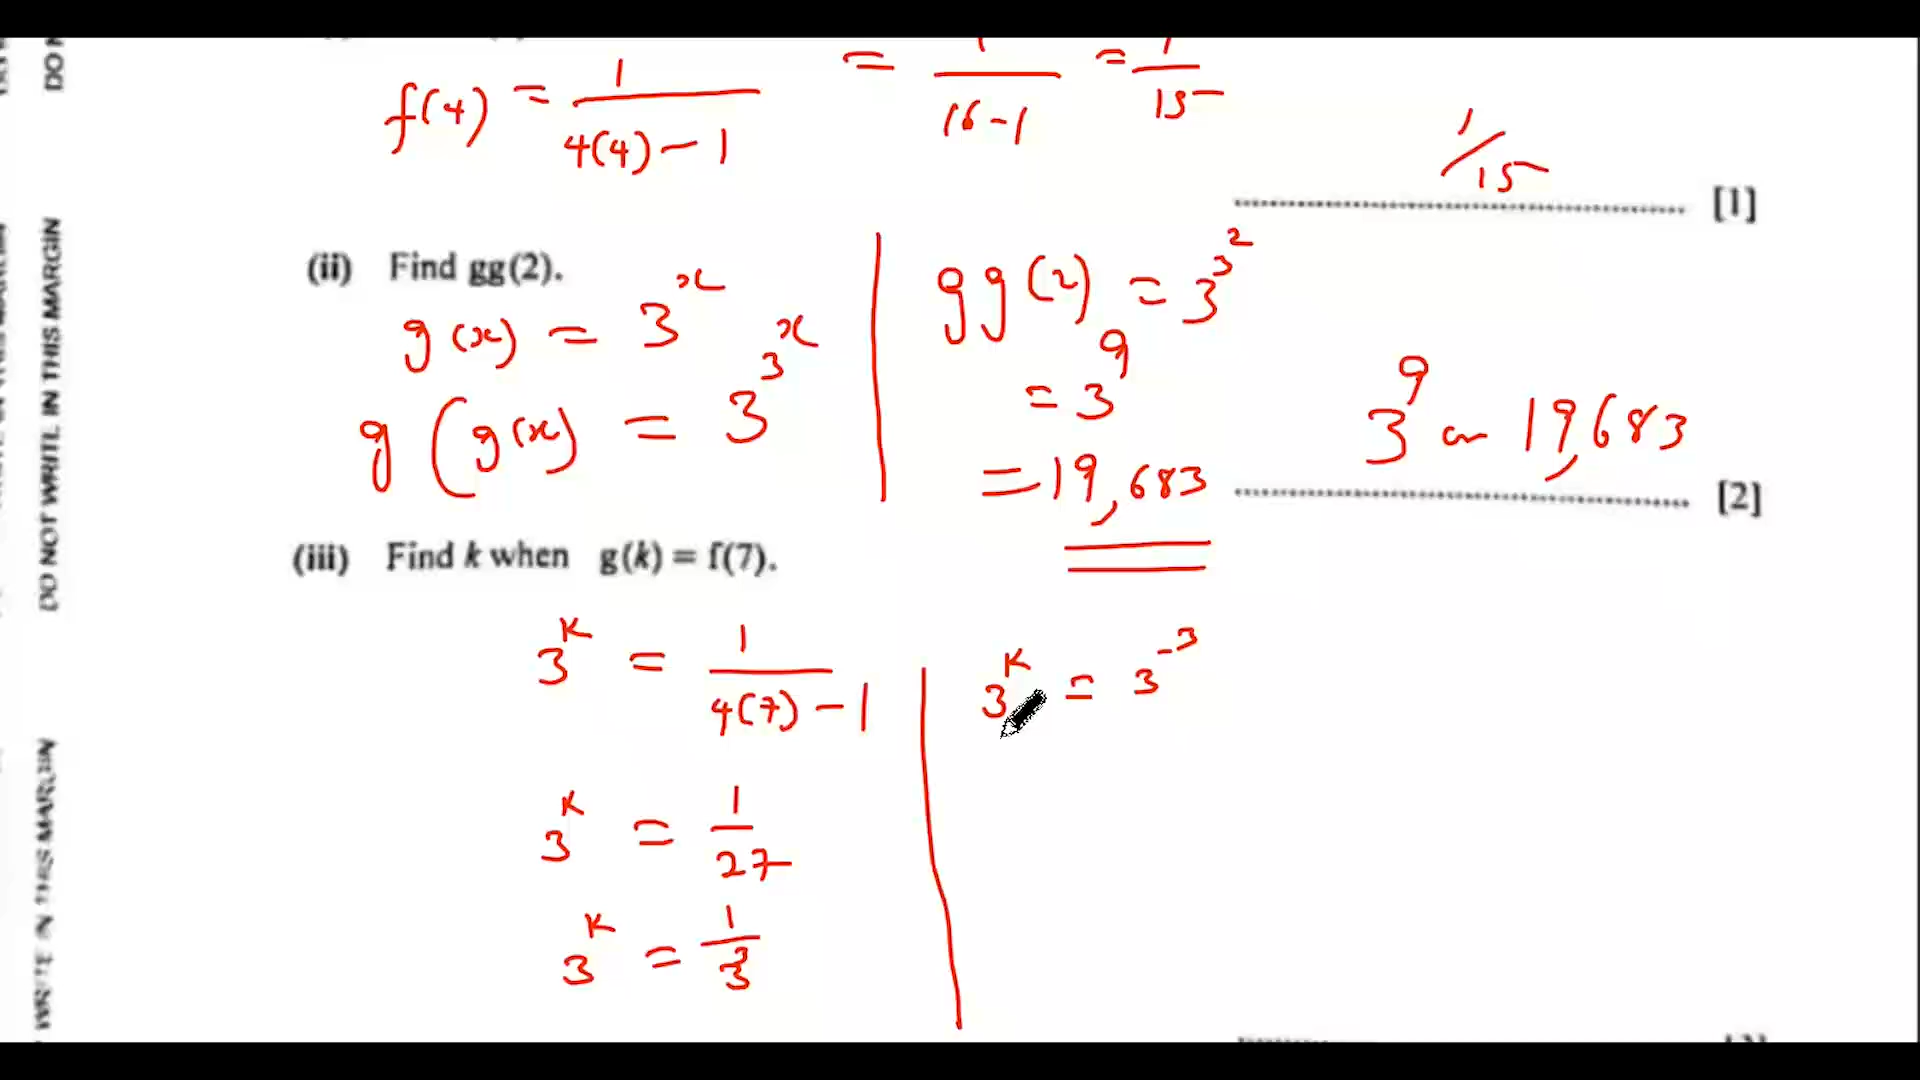 f(4) = 1/(4(4) - 1) = 1/(16-1) = 1/15
1/15
[1]
(ii) Find gg(2).
g(x) = 3^x
g(g(x) = 3^3^x
gg(2) = 3^3^2
= 3^9
= 19,683
3^9 or 19,683
[2]
(iii) Find k when g(k) = f(7).
3^k = 1/(4(7) - 1)
3^k = 1/27
3^k = 1/3^3
3^k = 3^-3
DO NOT WRITE IN THIS MARGIN